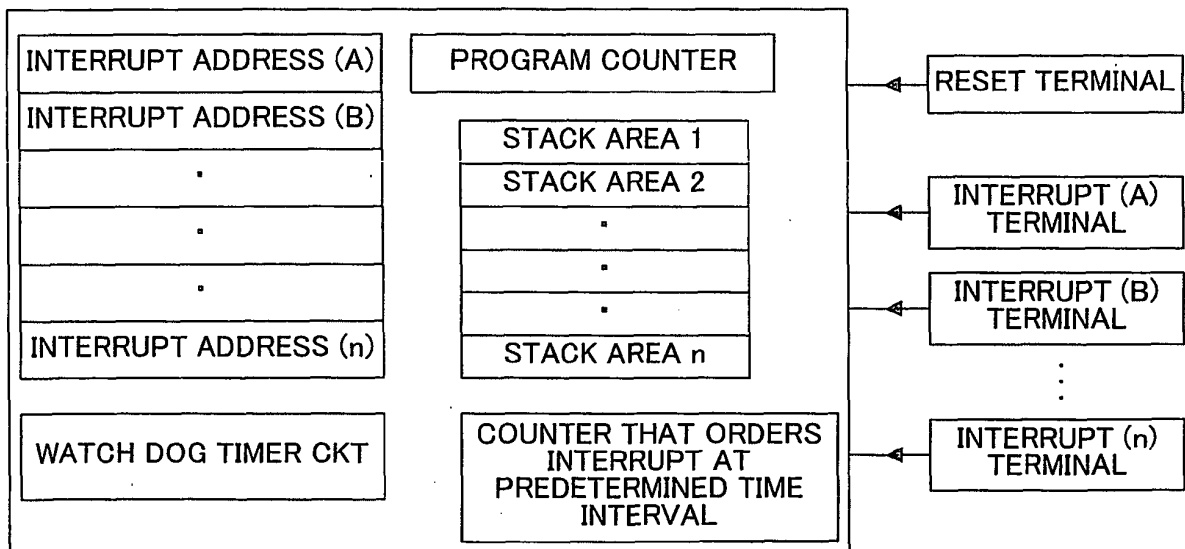 INTERRUPT ADDRESS (A)
INTERRUPT ADDRESS (B)
INTERRUPT ADDRESS (n)
WATCH DOG TIMER CKT
PROGRAM COUNTER
STACK AREA 1
STACK AREA 2
STACK AREA n
COUNTER THAT ORDERS
INTERRUPT AT
PREDETERMINED TIME
INTERVAL
RESET TERMINAL
INTERRUPT (A)
TERMINAL
INTERRUPT (B)
TERMINAL
INTERRUPT (n)
TERMINAL